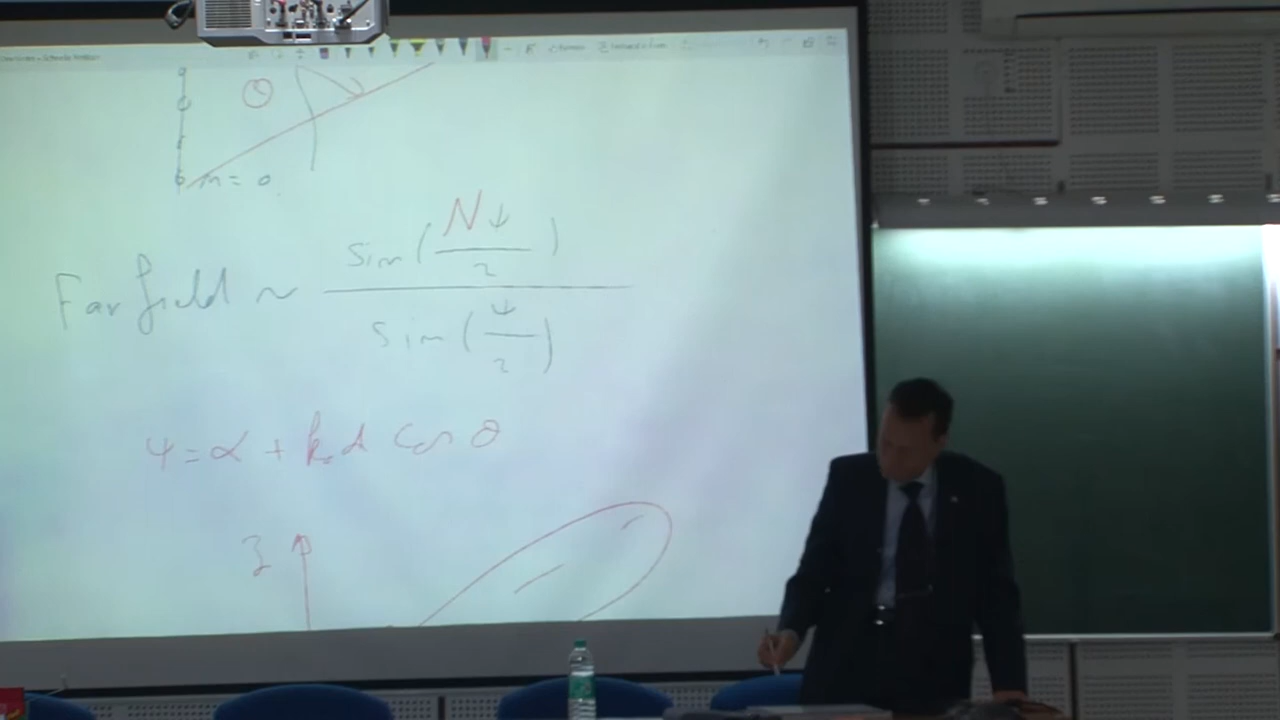 θ
m = 0
Far field ~ sin(Nψ/2) / sin(ψ/2)
ψ = α + k₀d Cos θ
z